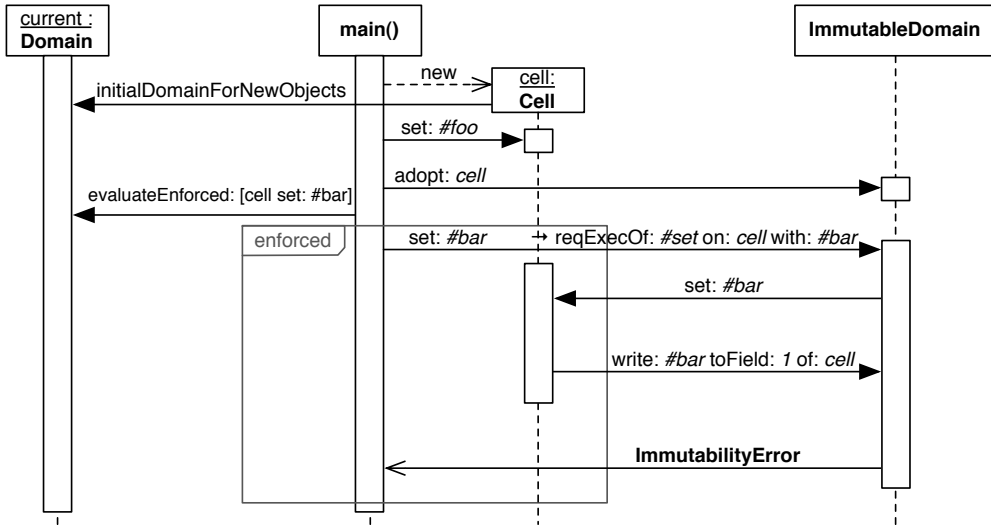 current :
Domain
main()
ImmutableDomain
new
cell:
Cell
initialDomainForNewObjects
set: #foo
adopt: cell
evaluateEnforced: [cell set: #bar]
enforced
set: #bar → reqExecOf: #set on: cell with: #bar
set: #bar
write: #bar toField: 1 of: cell
ImmutabilityError